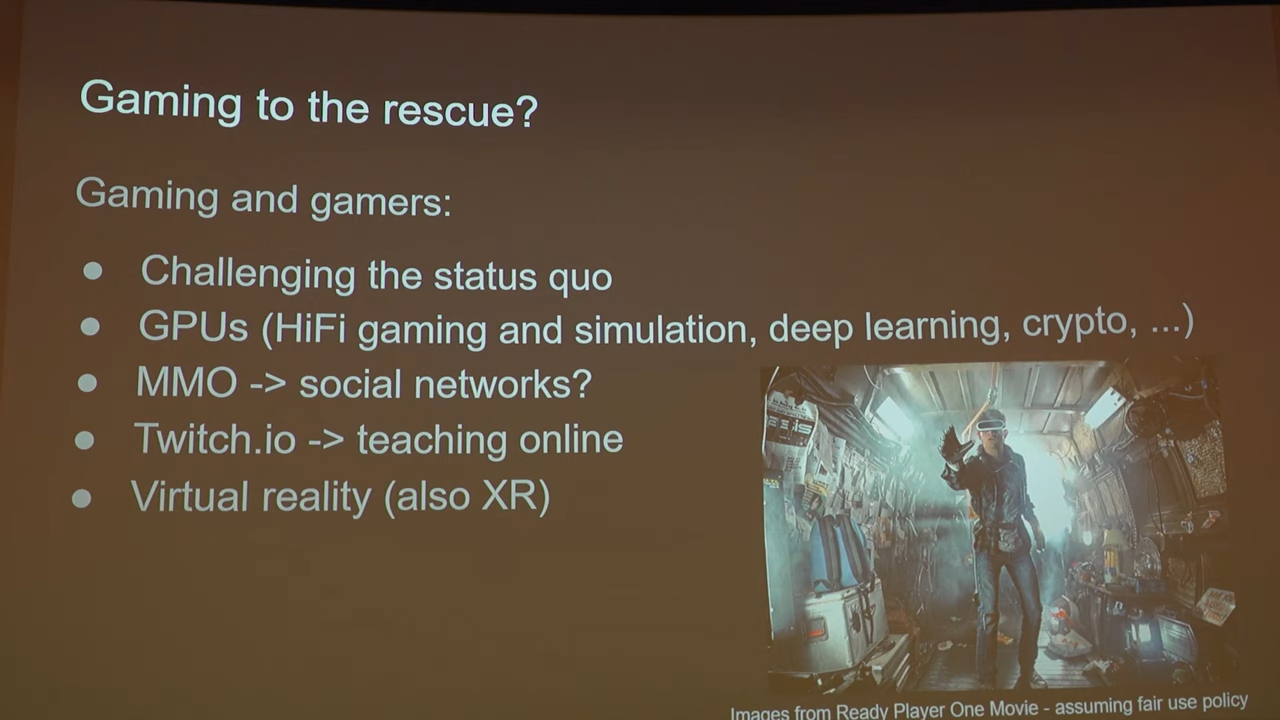 Gaming to the rescue?
Gaming and gamers:
● Challenging the status quo
● GPUs (HiFi gaming and simulation, deep learning, crypto, ...)
● MMO -> social networks?
● Twitch.io -> teaching online
● Virtual reality (also XR)
Images from Ready Player One Movie - assuming fair use policy